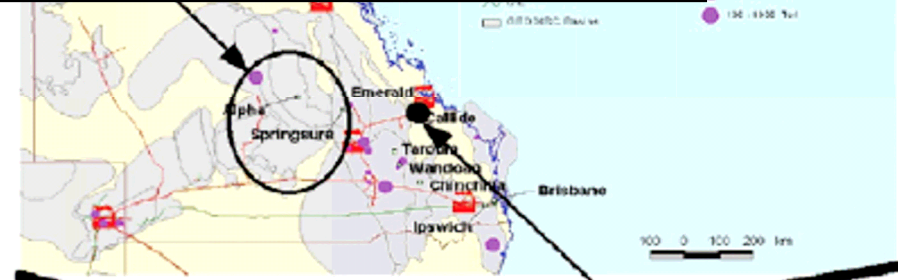 Emerald
Callide
Alpha
Springsure
Taroom
Wandoan
Chinchilla
Brisbane
Ipswich
100 0 100 200 km